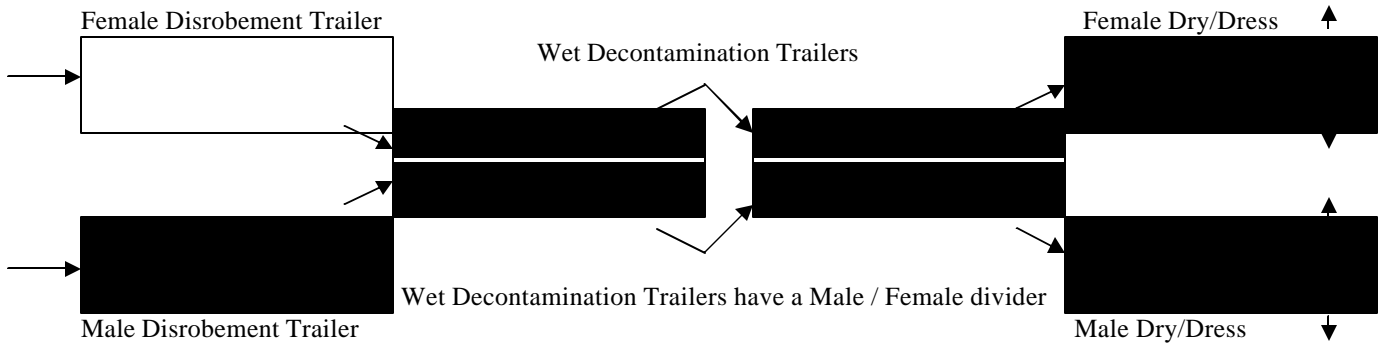 Female Disrobement Trailer
Female Dry/Dress
Wet Decontamination Trailers
Wet Decontamination Trailers have a Male / Female divider
Male Disrobement Trailer
Male Dry/Dress